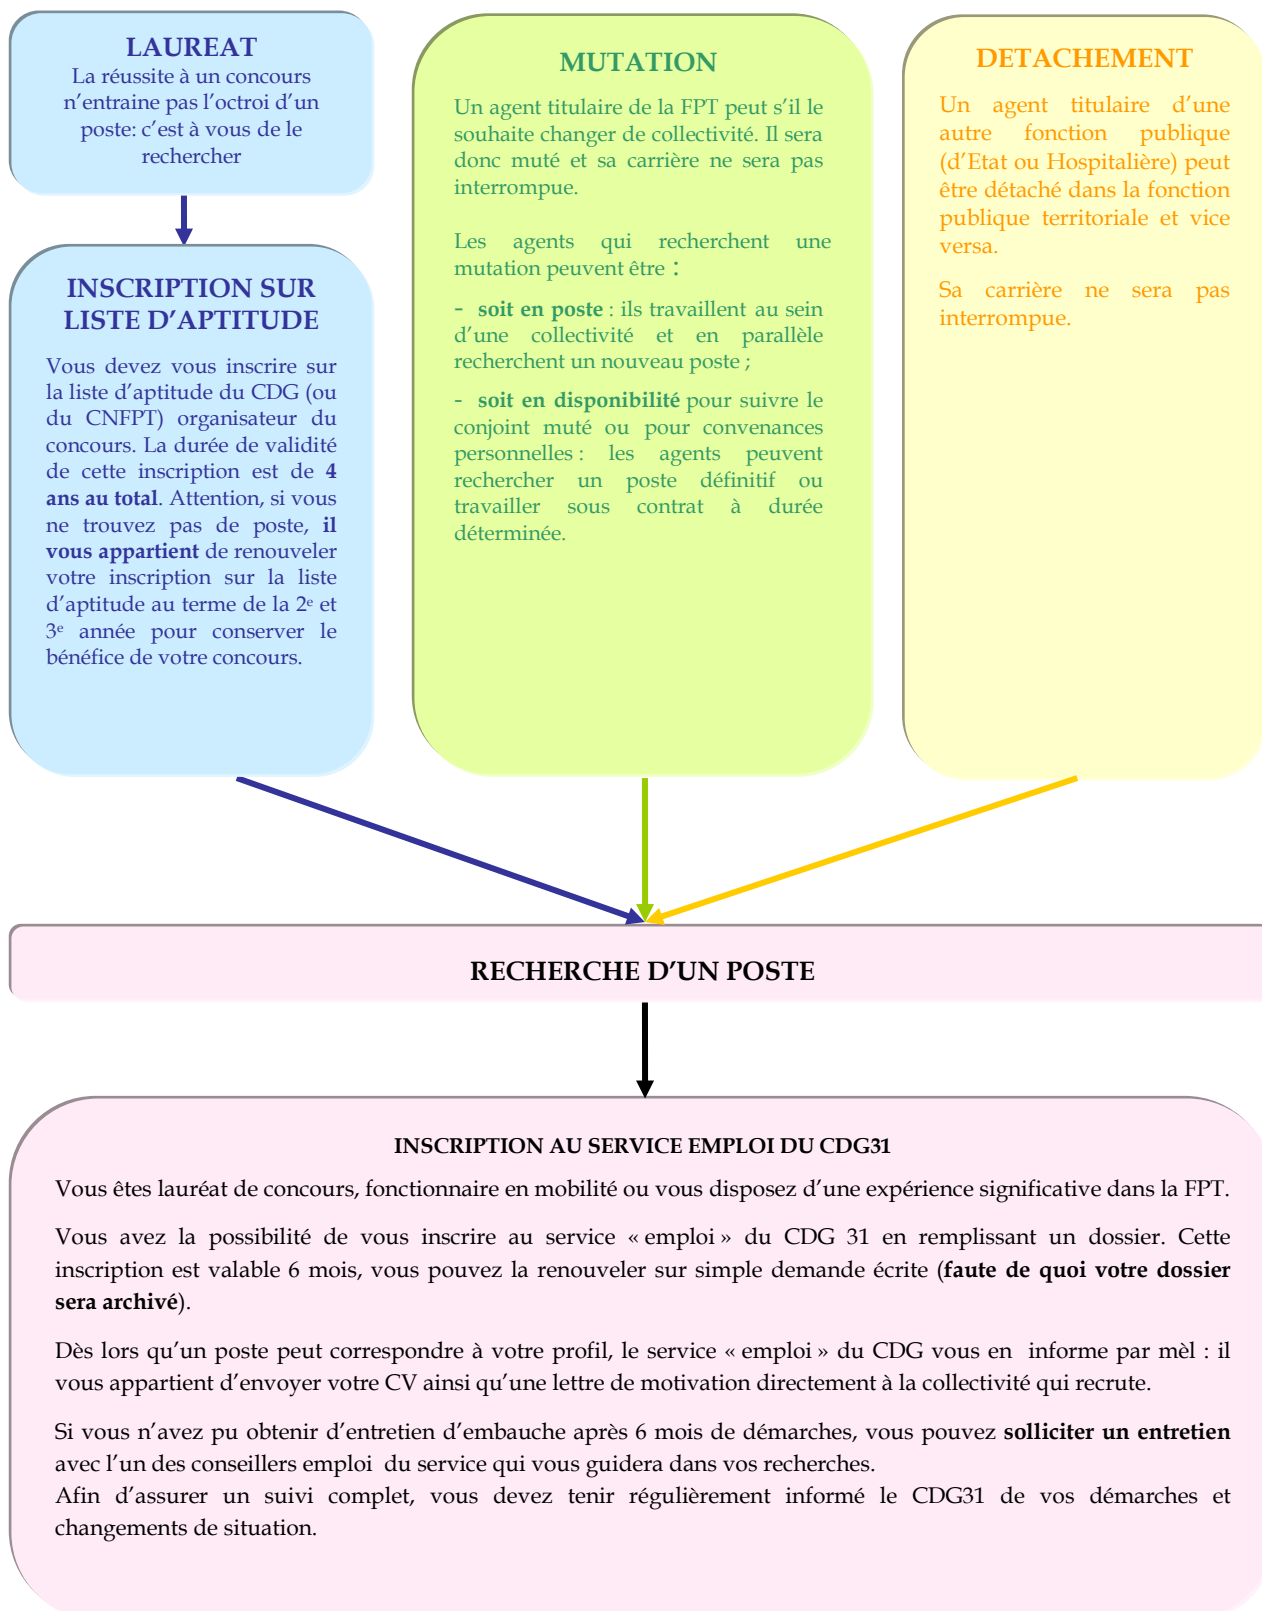 LAUREAT
La réussite à un concours
n’entraine pas l’octroi d’un
poste: c’est à vous de le
rechercher
INSCRIPTION SUR
LISTE D’APTITUDE
Vous devez vous inscrire sur
la liste d’aptitude du CDG (ou
du CNFPT) organisateur du
concours. La durée de validité
de cette inscription est de 4
ans au total. Attention, si vous
ne trouvez pas de poste, il
vous appartient de renouveler
votre inscription sur la liste
d’aptitude au terme de la 2e et
3e année pour conserver le
bénéfice de votre concours.
MUTATION
Un agent titulaire de la FPT peut s’il le
souhaite changer de collectivité. Il sera
donc muté et sa carrière ne sera pas
interrompue.
Les agents qui recherchent une
mutation peuvent être :
- soit en poste : ils travaillent au sein
d’une collectivité et en parallèle
recherchent un nouveau poste ;
- soit en disponibilité pour suivre le
conjoint muté ou pour convenances
personnelles : les agents peuvent
rechercher un poste définitif ou
travailler sous contrat à durée
déterminée.
DETACHEMENT
Un agent titulaire d’une
autre fonction publique
(d’Etat ou Hospitalière) peut
être détaché dans la fonction
publique territoriale et vice
versa.
Sa carrière ne sera pas
interrompue.
RECHERCHE D’UN POSTE
INSCRIPTION AU SERVICE EMPLOI DU CDG31
Vous êtes lauréat de concours, fonctionnaire en mobilité ou vous disposez d’une expérience significative dans la FPT.
Vous avez la possibilité de vous inscrire au service « emploi » du CDG 31 en remplissant un dossier. Cette
inscription est valable 6 mois, vous pouvez la renouveler sur simple demande écrite (faute de quoi votre dossier
sera archivé).
Dès lors qu’un poste peut correspondre à votre profil, le service « emploi » du CDG vous en informe par mèl : il
vous appartient d’envoyer votre CV ainsi qu’une lettre de motivation directement à la collectivité qui recrute.
Si vous n’avez pu obtenir d’entretien d’embauche après 6 mois de démarches, vous pouvez solliciter un entretien
avec l’un des conseillers emploi du service qui vous guidera dans vos recherches.
Afin d’assurer un suivi complet, vous devez tenir régulièrement informé le CDG31 de vos démarches et
changements de situation.